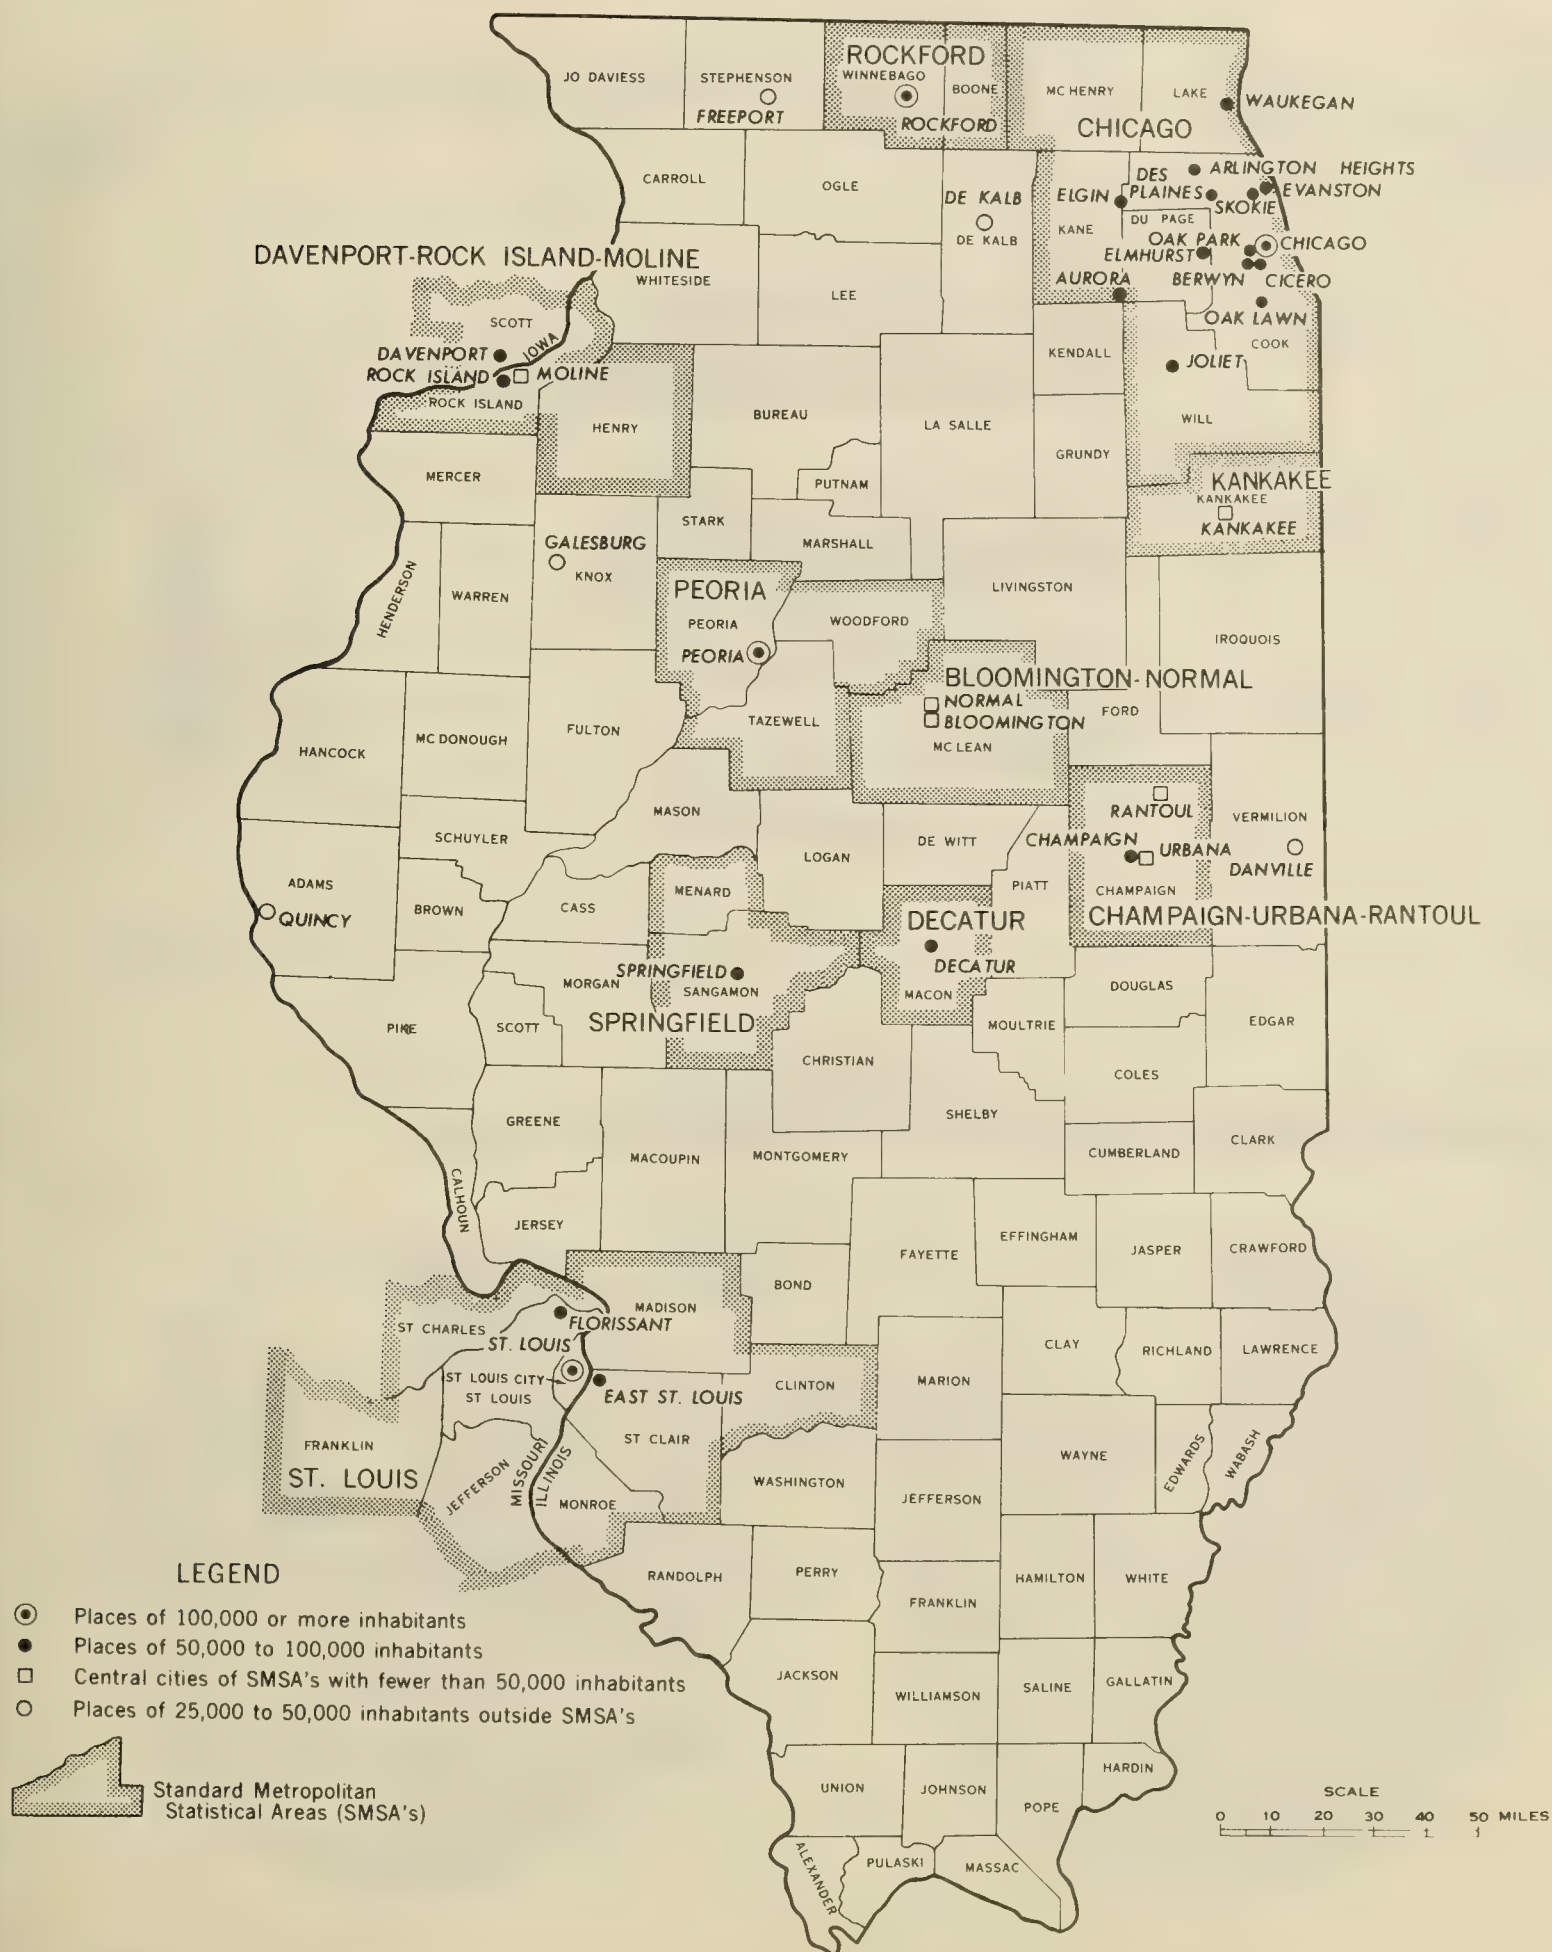 ROCKFORD
JO DAVIESS
STEPHENSON
WINNEBAGO
BOONE
MC HENRY
LAKE
WAUKEGAN
FREEPORT
ROCKFORD
CHICAGO
CARROLL
OGLE
DE KALB
DE KALB
ELGIN
DES
PLAINES
ARLINGTON HEIGHTS
EVANSTON
SKOKIE
KANE
DU PAGE
OAK PARK
CHICAGO
ELMHURST
BERWYN
CICERO
AURORA
OAK LAWN
COOK
DAVENPORT-ROCK ISLAND-MOLINE
WHITESIDE
LEE
SCOTT
IOWA
DAVENPORT
ROCK ISLAND
MOLINE
ROCK ISLAND
HENRY
BUREAU
LA SALLE
KENDALL
JOLIET
WILL
GRUNDY
MERCER
PUTNAM
KANKAKEE
KANKAKEE
KANKAKEE
STARK
MARSHALL
GALESBURG
KNOX
HENDERSON
WARREN
PEORIA
PEORIA
PEORIA
WOODFORD
LIVINGSTON
IROQUOIS
BLOOMINGTON-NORMAL
NORMAL
BLOOMINGTON
MC LEAN
FORD
HANCOCK
MC DONOUGH
FULTON
TAZEWELL
MASON
SCHUYLER
LOGAN
DE WITT
RANTOUL
CHAMPAIGN
URBANA
CHAMPAIGN
CHAMPAIGN-URBANA-RANTOUL
VERMILION
DANVILLE
ADAMS
QUINCY
BROWN
CASS
MENARD
PIATT
DECATUR
DECATUR
MACON
SPRINGFIELD
SANGAMON
SPRINGFIELD
MORGAN
PIKE
SCOTT
CHRISTIAN
MOULTRIE
DOUGLAS
EDGAR
COLES
SHELBY
GREENE
MACOUPIN
MONTGOMERY
CUMBERLAND
CLARK
CALHOUN
JERSEY
FAYETTE
EFFINGHAM
JASPER
CRAWFORD
BOND
MADISON
ST CHARLES
FLORISSANT
ST. LOUIS
ST LOUIS CITY
ST LOUIS
EAST ST. LOUIS
CLINTON
MARION
CLAY
RICHLAND
LAWRENCE
FRANKLIN
ST. LOUIS
JEFFERSON
MISSOURI
ILLINOIS
ST CLAIR
MONROE
WASHINGTON
JEFFERSON
WAYNE
EDWARDS
WABASH
RANDOLPH
PERRY
FRANKLIN
HAMILTON
WHITE
JACKSON
WILLIAMSON
SALINE
GALLATIN
UNION
JOHNSON
POPE
HARDIN
ALEXANDER
PULASKI
MASSAC
LEGEND
Places of 100,000 or more inhabitants
Places of 50,000 to 100,000 inhabitants
Central cities of SMSA's with fewer than 50,000 inhabitants
Places of 25,000 to 50,000 inhabitants outside SMSA's
Standard Metropolitan
Statistical Areas (SMSA's)
SCALE
0 10 20 30 40 50 MILES